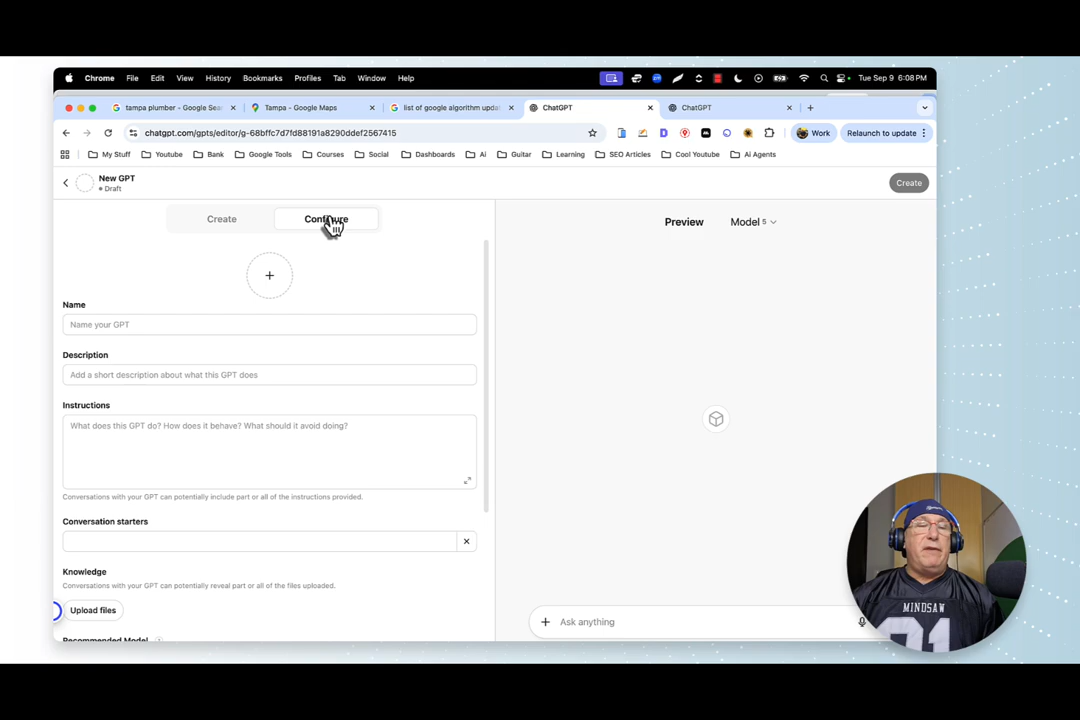 Chrome File Edit View History Bookmarks Profiles Tab Window Help Tue Sep 9 6:08 PM
tampa plumber - Google Sea
Tampa - Google Maps
list of google algorithm updat
ChatGPT
ChatGPT
chatgpt.com/gpts/editor/g-68bffc7d7fd88191a8290ddef2567415
Work
Relaunch to update
My Stuff Youtube Bank Google Tools Courses Social Dashboards Ai Guitar Learning SEO Articles Cool Youtube Ai Agents
New GPT
Draft
Create
Create
Configure
Preview
Model 5
Name
Name your GPT
Description
Add a short description about what this GPT does
Instructions
What does this GPT do? How does it behave? What should it avoid doing?
Conversations with your GPT can potentially include part or all of the instructions provided.
Conversation starters
Knowledge
Conversations with your GPT can potentially reveal part or all of the files uploaded.
Upload files
Recommended Model
Ask anything
MINDSAW